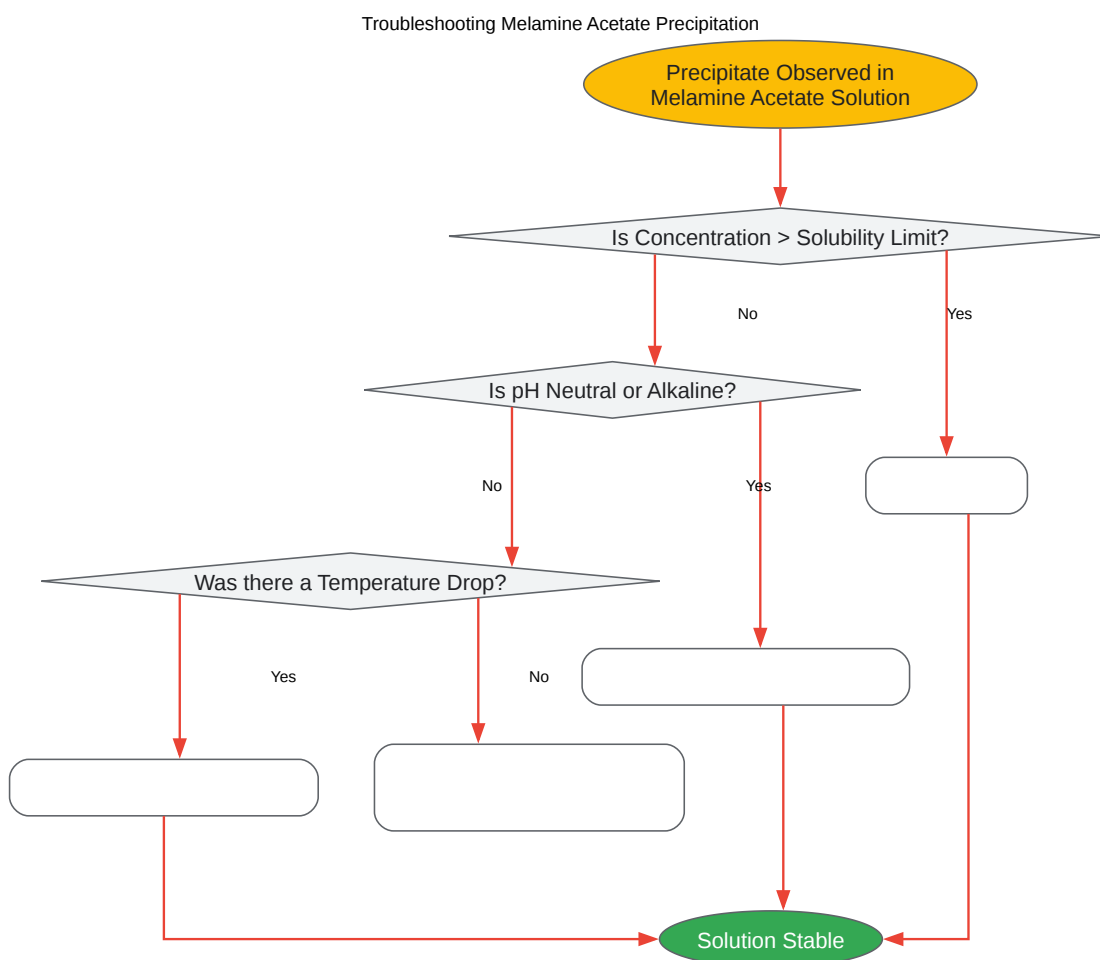 Troubleshooting Melamine Acetate Precipitation
Precipitate Observed in
Melamine Acetate Solution
Is Concentration > Solubility Limit?
No
Yes
Is pH Neutral or Alkaline?
No
Yes
Was there a Temperature Drop?
Yes
No
Solution Stable